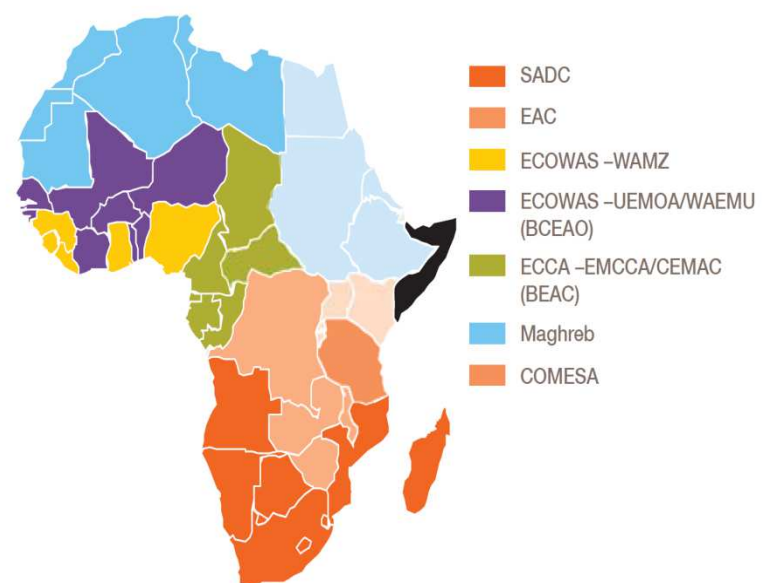 SADC
EAC
ECOWAS –WAMZ
ECOWAS –UEMOA/WAEMU
(BCEAO)
ECCA –EMCCA/CEMAC
(BEAC)
Maghreb
COMESA